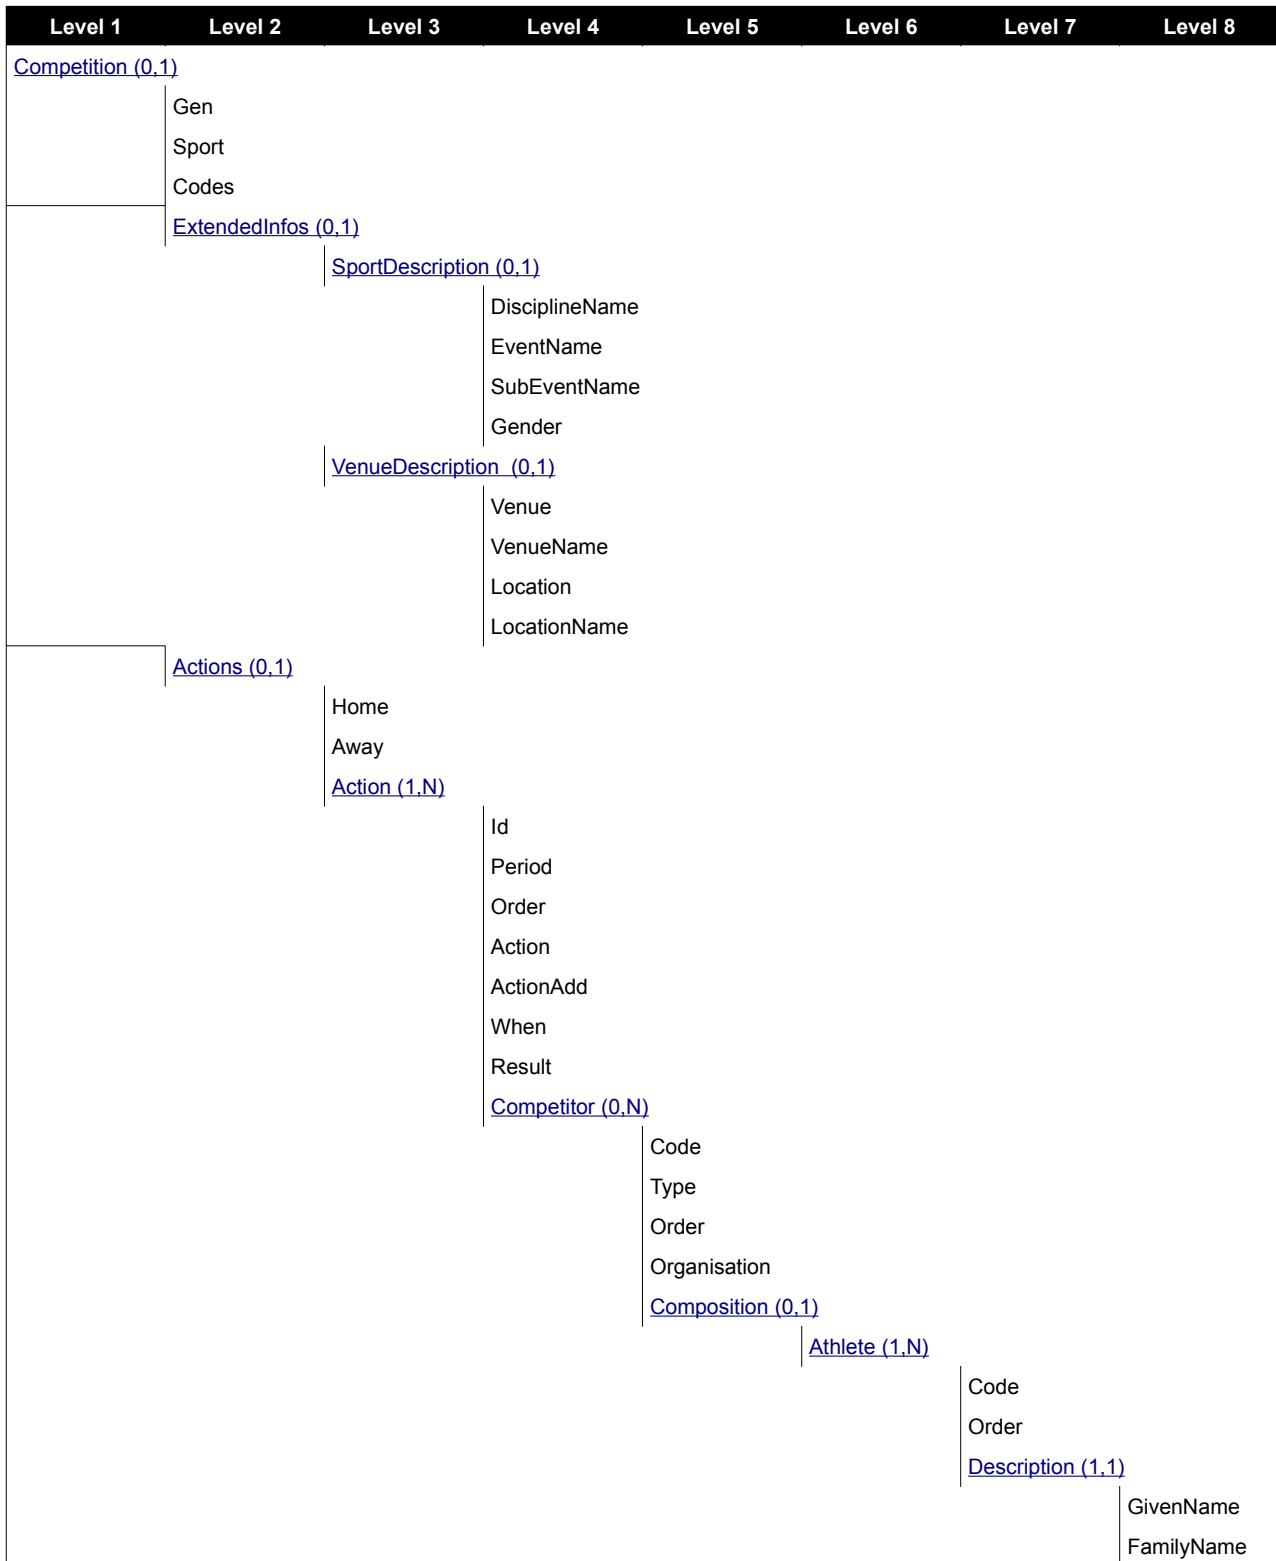 Level 1 Level 2 Level 3 Level 4 Level 5 Level 6 Level 7 Level 8
Competition (0,1)
Gen
Sport
Codes
ExtendedInfos (0,1)
SportDescription (0,1)
DisciplineName
EventName
SubEventName
Gender
VenueDescription (0,1)
Venue
VenueName
Location
LocationName
Actions (0,1)
Home
Away
Action (1,N)
Id
Period
Order
Action
ActionAdd
When
Result
Competitor (0,N)
Code
Type
Order
Organisation
Composition (0,1)
Athlete (1,N)
Code
Order
Description (1,1)
GivenName
FamilyName